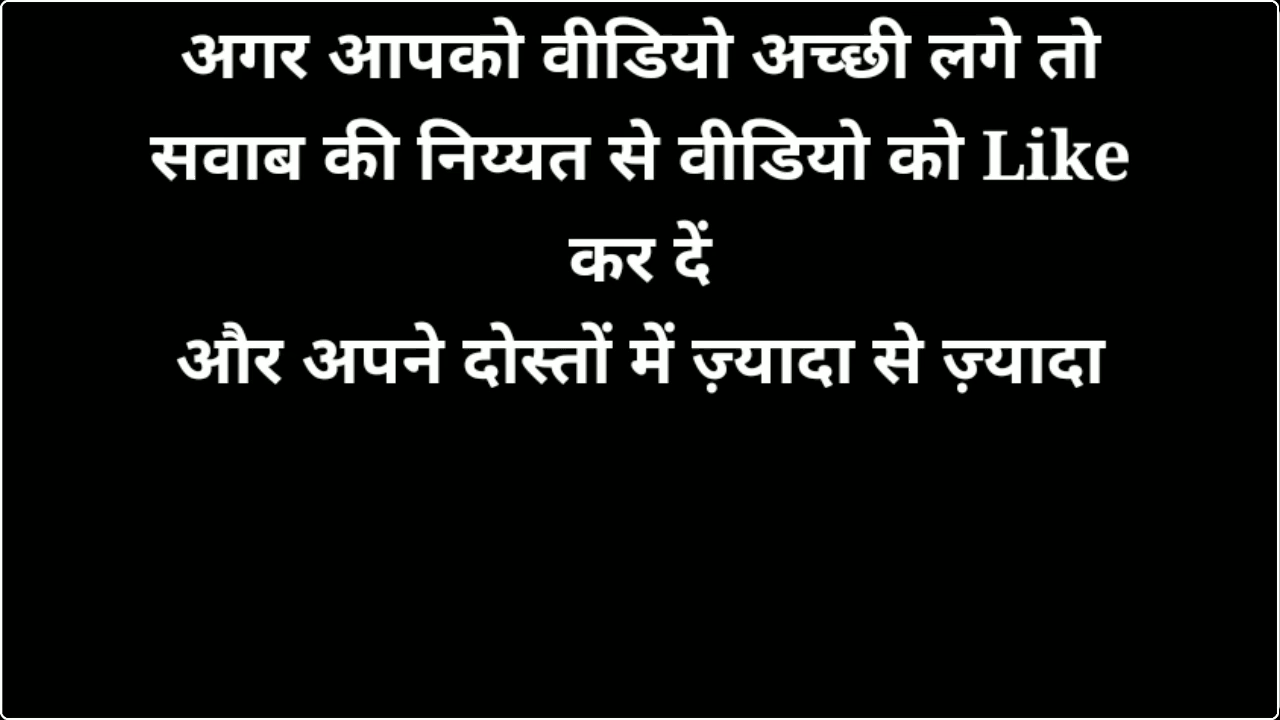 अगर आपको वीडियो अच्छी लगे तो
सवाब की निय्यत से वीडियो को Like
कर दें
और अपने दोस्तों में ज़्यादा से ज़्यादा